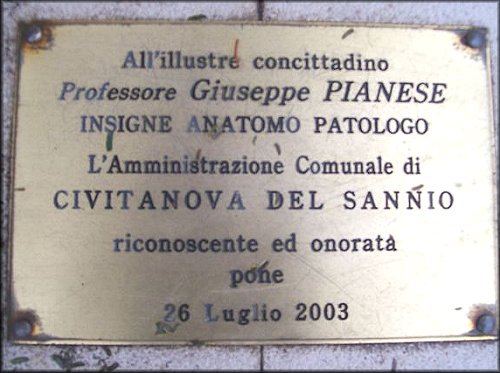 All'illustre concittadino
Professore Giuseppe PIANESE
INSIGNE ANATOMO PATOLOGO
L'Amministrazione Comunale di
CIVITANOVA DEL SANNIO
riconoscente ed onorata
pone
26 Luglio 2003